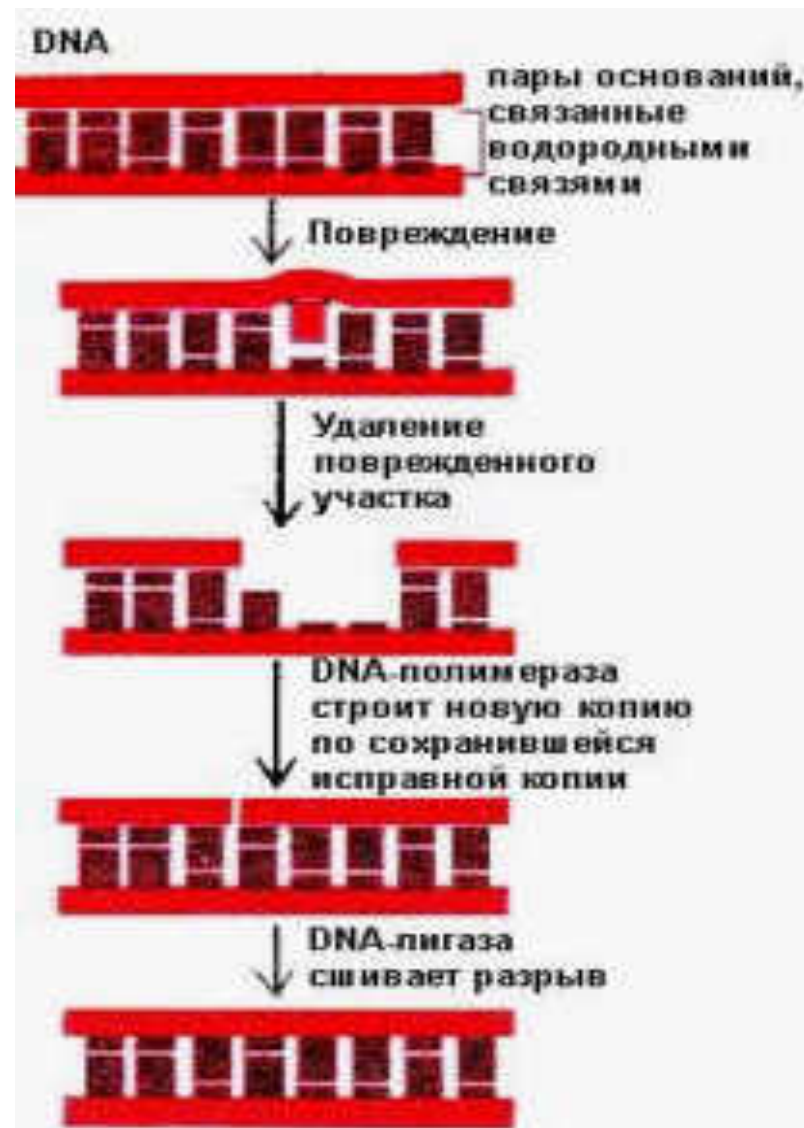 DNA
пары оснований,
связанные
водородными
связями
Повреждение
Удаление
поврежденного
участка
DNA-полимераза
строит новую копию
по сохранившейся
исправной копии
DNA-лигаза
сшивает разрыв